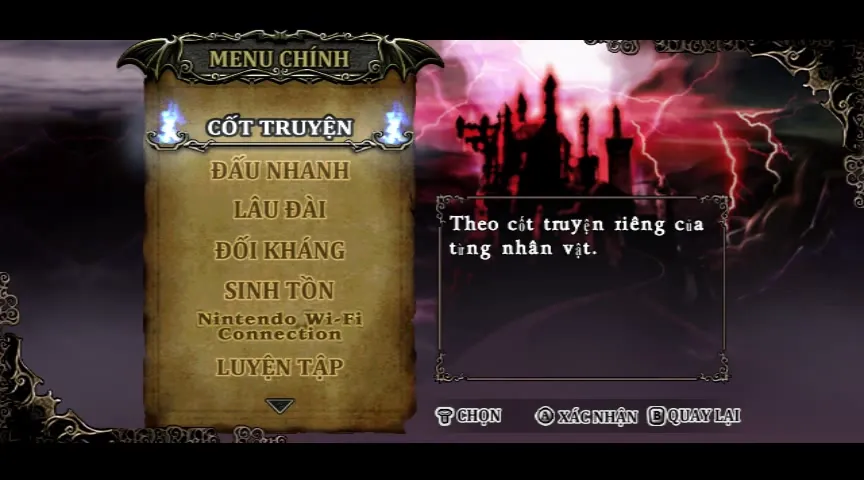 MENU CHÍNH
CỐT TRUYỆN
ĐẤU NHANH
LÂU ĐÀI
ĐỐI KHÁNG
SINH TỒN
Nintendo Wi-Fi
Connection
LUYỆN TẬP
Theo cốt truyện riêng của
từng nhân vật.
CHỌN A XÁC NHẬN B QUAY LẠI